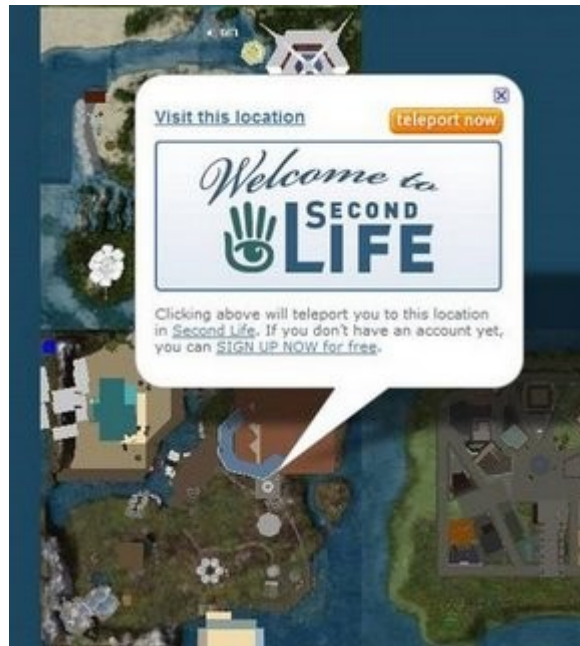 Visit this location
teleport now
Welcome to
SECOND
LIFE
Clicking above will teleport you to this location
in Second Life. If you don't have an account yet,
you can SIGN UP NOW for free.